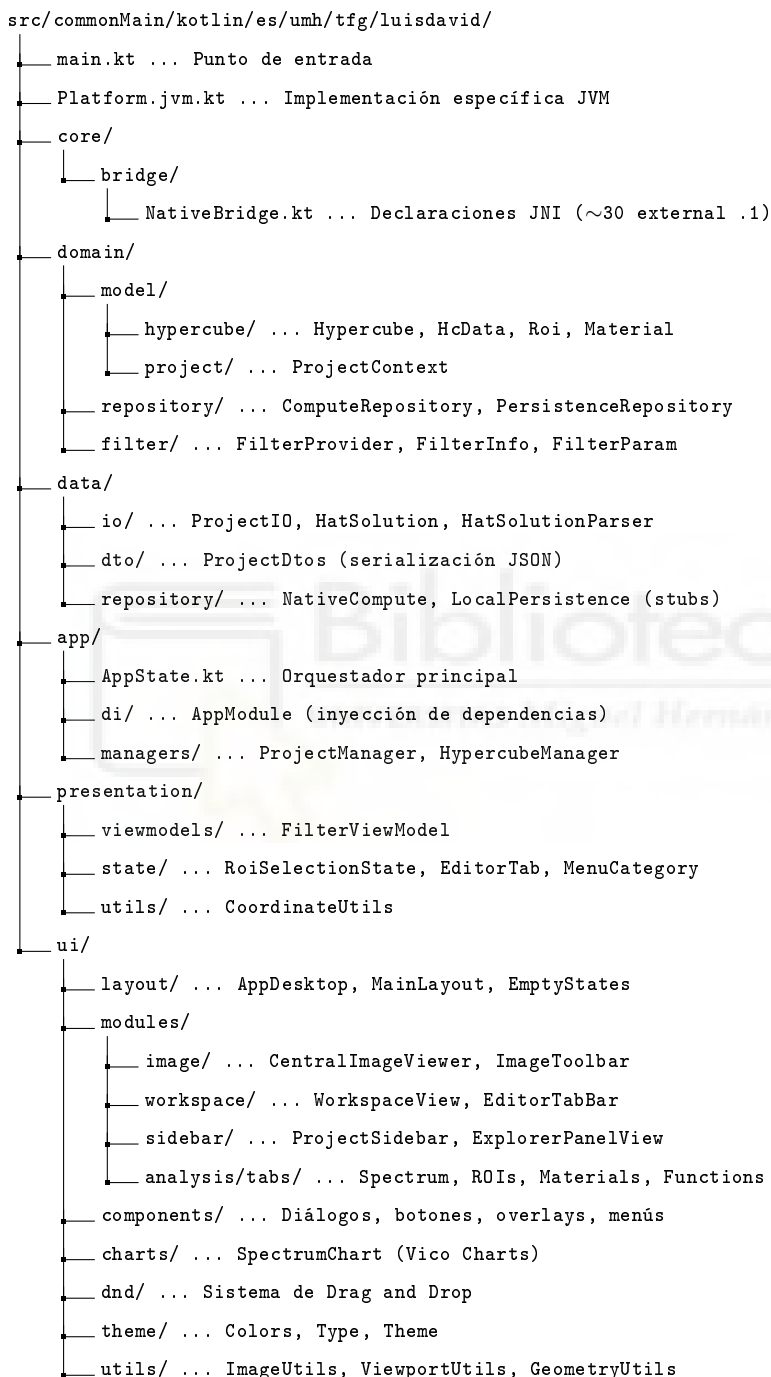 src/commonMain/kotlin/es/umh/tfg/luisdavid/
main.kt ... Punto de entrada
Platform.jvm.kt ... Implementación específica JVM
core/
bridge/
NativeBridge.kt ... Declaraciones JNI (∼30 external .1)
domain/
model/
hypercube/ ... Hypercube, HcData, Roi, Material
project/ ... ProjectContext
repository/ ... ComputeRepository, PersistenceRepository
filter/ ... FilterProvider, FilterInfo, FilterParam
data/
io/ ... ProjectIO, HatSolution, HatSolutionParser
dto/ ... ProjectDtos (serialización JSON)
repository/ ... NativeCompute, LocalPersistence (stubs)
Bibliotec
app/
AppState.kt ... Orquestador principal
di/ ... AppModule (inyección de dependencias)
Miguel Hernán
managers/ ... ProjectManager, HypercubeManager
presentation/
viewmodels/ ... FilterViewModel
state/ ... RoiSelectionState, EditorTab, MenuCategory
utils/ ... CoordinateUtils
ui/
layout/ ... AppDesktop, MainLayout, EmptyStates
modules/
image/ ... CentralImageViewer, ImageToolbar
workspace/ ... WorkspaceView, EditorTabBar
sidebar/ ... ProjectSidebar, ExplorerPanelView
analysis/tabs/ ... Spectrum, ROIs, Materials, Functions
components/ ... Diálogos, botones, overlays, menús
charts/ ... SpectrumChart (Vico Charts)
dnd/ ... Sistema de Drag and Drop
theme/ ... Colors, Type, Theme
utils/ ... ImageUtils, ViewportUtils, GeometryUtils